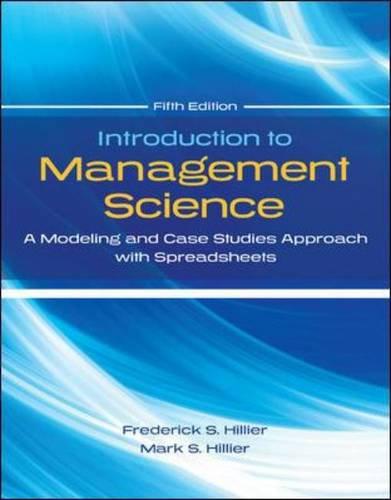 Fifth Edition
Introduction to
Management
Science
A Modeling and Case Studies Approach
with Spreadsheets
Frederick S. Hillier
Mark S. Hillier